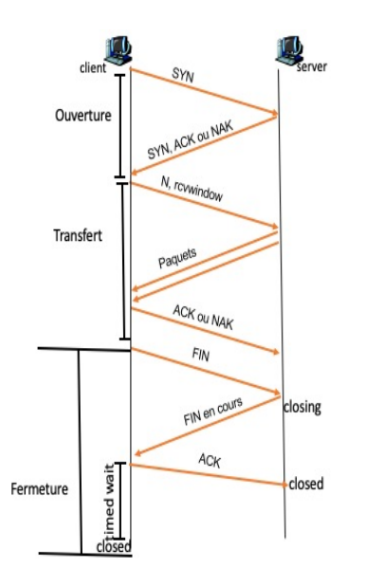 client
server
SYN
Ouverture
SYN, ACK ou NAK
N, rcvwindow
Transfert
Paquets
ACK ou NAK
FIN
closing
FIN en cours
ACK
closed
Fermeture
timed wait
closed